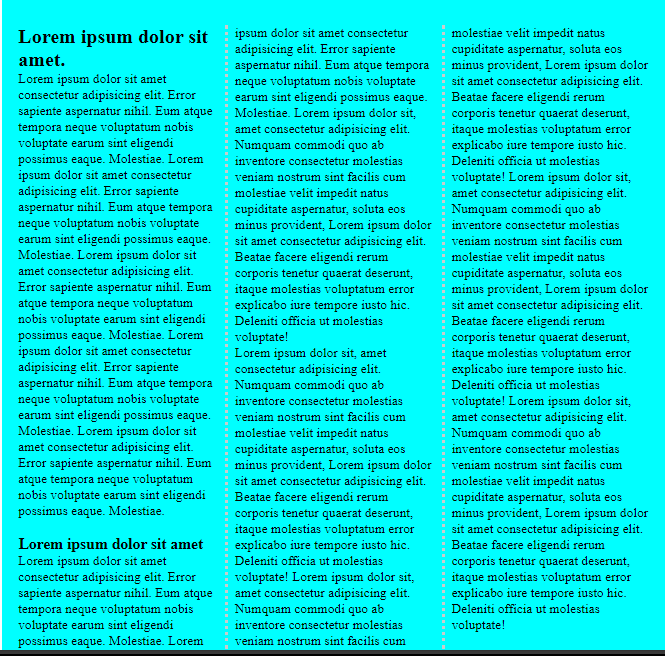 Lorem ipsum dolor sit
amet.
Lorem ipsum dolor sit amet
consectetur adipisicing elit. Error
sapiente aspernatur nihil. Eum atque
tempora neque voluptatum nobis
voluptate earum sint eligendi
possimus eaque. Molestiae. Lorem
ipsum dolor sit amet consectetur
adipisicing elit. Error sapiente
aspernatur nihil. Eum atque tempora
neque voluptatum nobis voluptate
earum sint eligendi possimus eaque.
Molestiae. Lorem ipsum dolor sit
amet consectetur adipisicing elit.
Error sapiente aspernatur nihil. Eum
atque tempora neque voluptatum
nobis voluptate earum sint eligendi
possimus eaque. Molestiae. Lorem
ipsum dolor sit amet consectetur
adipisicing elit. Error sapiente
aspernatur nihil. Eum atque tempora
neque voluptatum nobis voluptate
earum sint eligendi possimus eaque.
Molestiae. Lorem ipsum dolor sit
amet consectetur adipisicing elit.
Error sapiente aspernatur nihil. Eum
atque tempora neque voluptatum
nobis voluptate earum sint eligendi
possimus eaque. Molestiae.
Lorem ipsum dolor sit amet
Lorem ipsum dolor sit amet
consectetur adipisicing elit. Error
sapiente aspernatur nihil. Eum atque
tempora neque voluptatum nobis
voluptate earum sint eligendi
possimus eaque. Molestiae. Lorem
ipsum dolor sit amet consectetur
adipisicing elit. Error sapiente
aspernatur nihil. Eum atque tempora
neque voluptatum nobis voluptate
earum sint eligendi possimus eaque.
Molestiae. Lorem ipsum dolor sit,
amet consectetur adipisicing elit.
Numquam commodi quo ab
inventore consectetur molestias
veniam nostrum sint facilis cum
molestiae velit impedit natus
cupiditate aspernatur, soluta eos
minus provident, Lorem ipsum dolor
sit amet consectetur adipisicing elit.
Beatae facere eligendi rerum
corporis tenetur quaerat deserunt,
itaque molestias voluptatum error
explicabo iure tempore iusto hic.
Deleniti officia ut molestias
voluptate!
Lorem ipsum dolor sit, amet
consectetur adipisicing elit.
Numquam commodi quo ab
inventore consectetur molestias
veniam nostrum sint facilis cum
molestiae velit impedit natus
cupiditate aspernatur, soluta eos
minus provident, Lorem ipsum dolor
sit amet consectetur adipisicing elit.
Beatae facere eligendi rerum
corporis tenetur quaerat deserunt,
itaque molestias voluptatum error
explicabo iure tempore iusto hic.
Deleniti officia ut molestias
voluptate! Lorem ipsum dolor sit,
amet consectetur adipisicing elit.
Numquam commodi quo ab
inventore consectetur molestias
veniam nostrum sint facilis cum
molestiae velit impedit natus
cupiditate aspernatur, soluta eos
minus provident, Lorem ipsum dolor
sit amet consectetur adipisicing elit.
Beatae facere eligendi rerum
corporis tenetur quaerat deserunt,
itaque molestias voluptatum error
explicabo iure tempore iusto hic.
Deleniti officia ut molestias
voluptate! Lorem ipsum dolor sit,
amet consectetur adipisicing elit.
Numquam commodi quo ab
inventore consectetur molestias
veniam nostrum sint facilis cum
molestiae velit impedit natus
cupiditate aspernatur, soluta eos
minus provident, Lorem ipsum dolor
sit amet consectetur adipisicing elit.
Beatae facere eligendi rerum
corporis tenetur quaerat deserunt,
itaque molestias voluptatum error
explicabo iure tempore iusto hic.
Deleniti officia ut molestias
voluptate! Lorem ipsum dolor sit,
amet consectetur adipisicing elit.
Numquam commodi quo ab
inventore consectetur molestias
veniam nostrum sint facilis cum
molestiae velit impedit natus
cupiditate aspernatur, soluta eos
minus provident, Lorem ipsum dolor
sit amet consectetur adipisicing elit.
Beatae facere eligendi rerum
corporis tenetur quaerat deserunt,
itaque molestias voluptatum error
explicabo iure tempore iusto hic.
Deleniti officia ut molestias
voluptate!